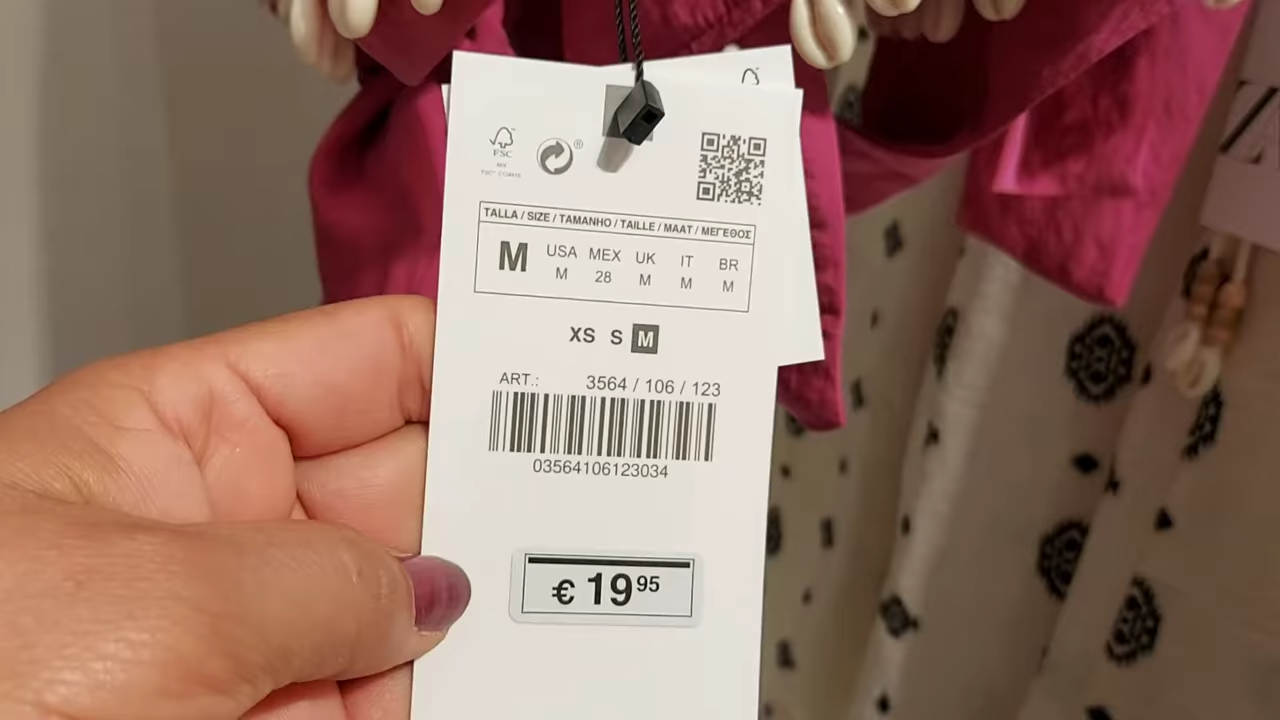 FSC
MIX
®
TALLA / SIZE / TAMANHO / TAILLE / MAAT / ΜΕΓΕΘΟΣ
M USA MEX UK IT BR
M 28 M M M
XS S M
ART.: 3564 / 106 / 123
03564106123034
€ 19 95